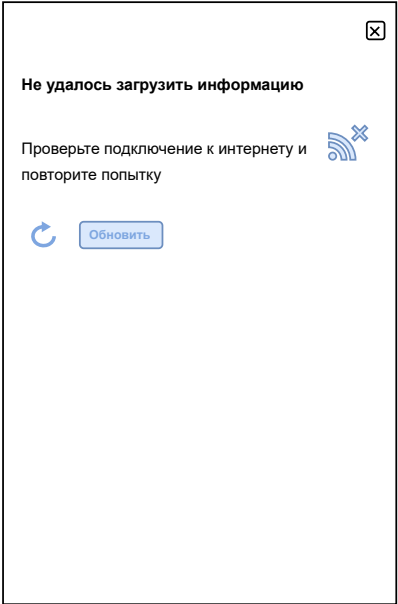 Не удалось загрузить информацию
Проверьте подключение к интернету и
повторите попытку
Обновить